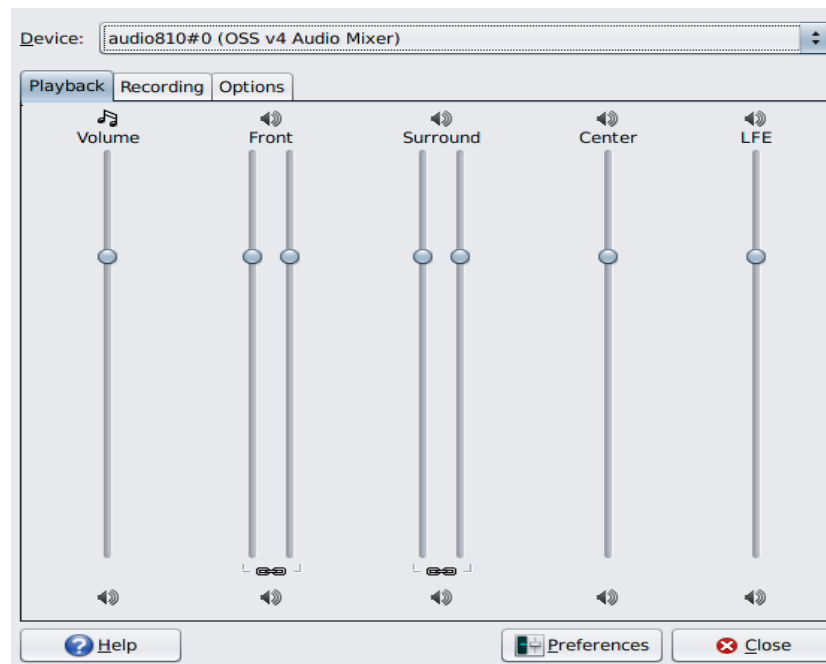 Device: audio810#0 (OSS v4 Audio Mixer)
Playback Recording Options
Volume Front Surround Center LFE
Help Preferences Close